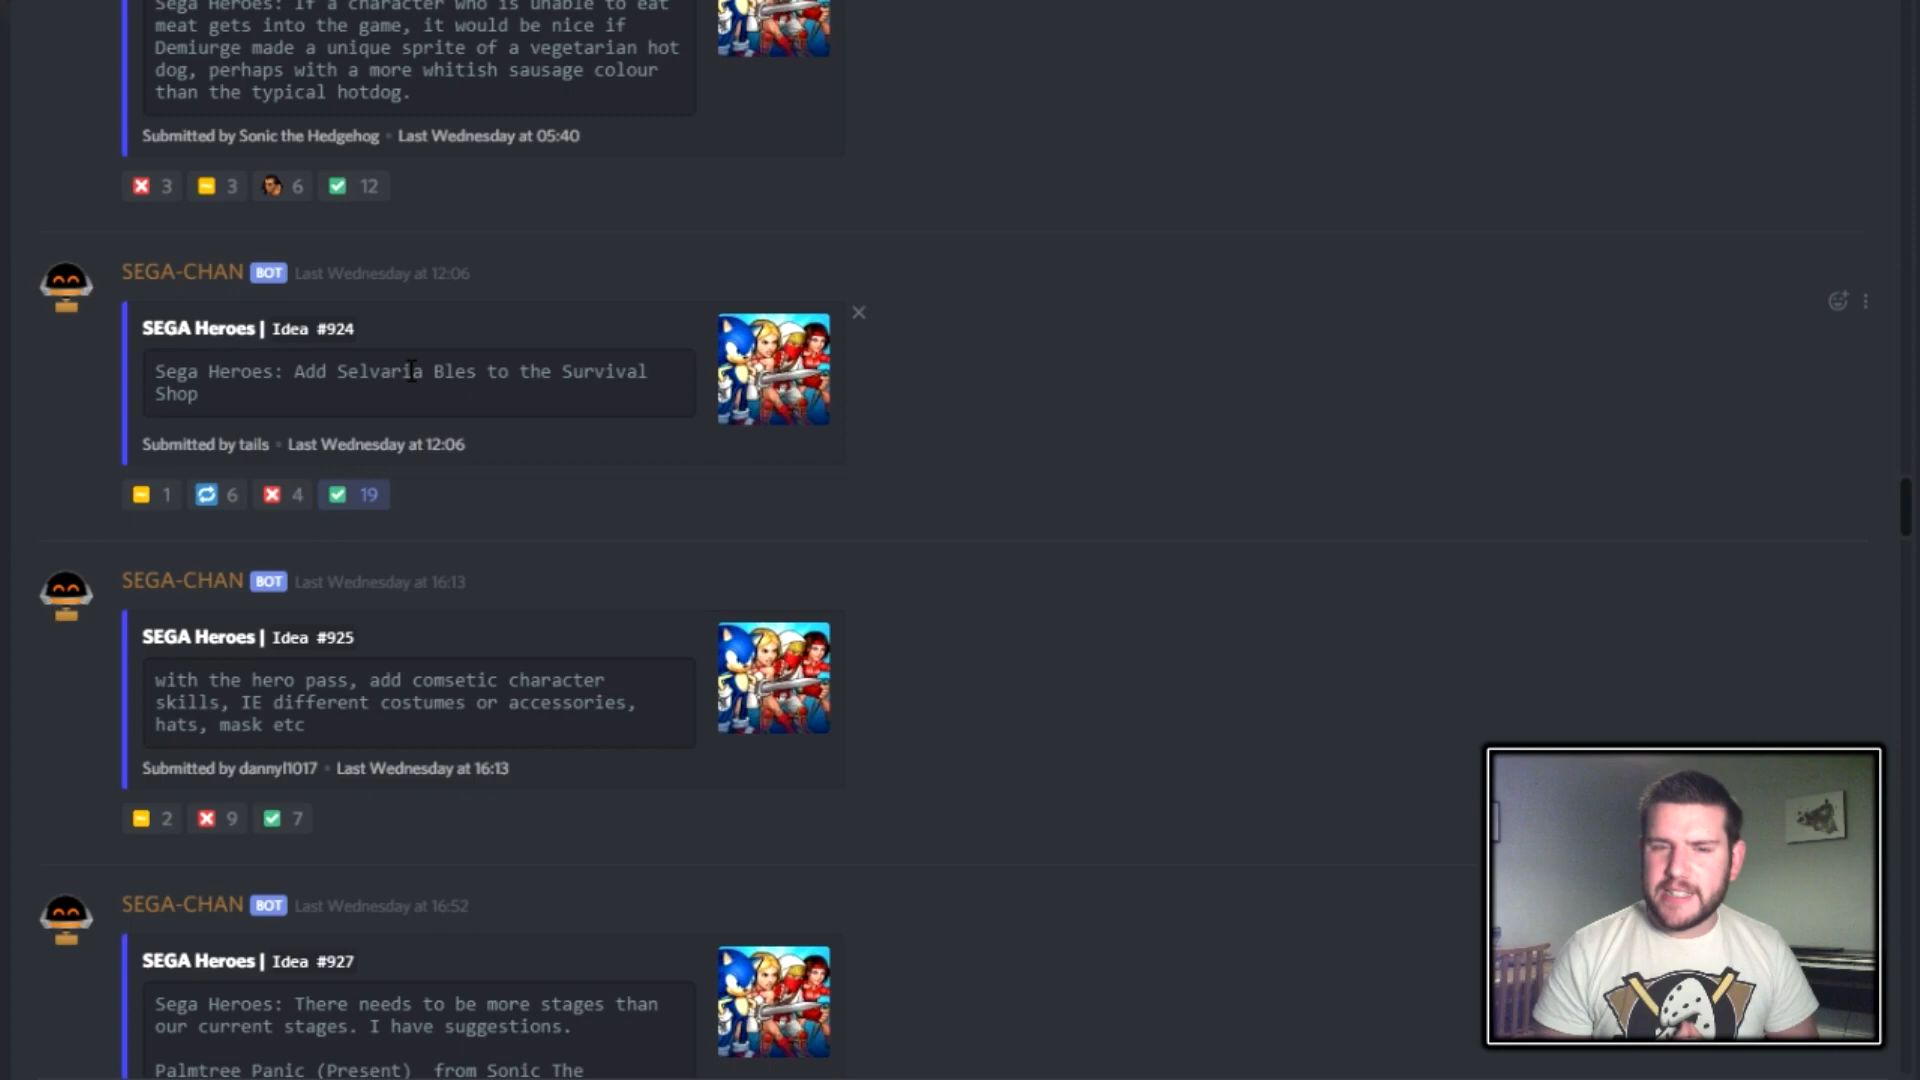 Sega Heroes: If a character who is unable to eat
meat gets into the game, it would be nice if
Demiurge made a unique sprite of a vegetarian hot
dog, perhaps with a more whitish sausage colour
than the typical hotdog.
Submitted by Sonic the Hedgehog • Last Wednesday at 05:40
3 3 6 12
SEGA-CHAN BOT Last Wednesday at 12:06
SEGA Heroes | Idea #924
Sega Heroes: Add Selvaria Bles to the Survival
Shop
Submitted by tails • Last Wednesday at 12:06
1 6 4 19
SEGA-CHAN BOT Last Wednesday at 16:13
SEGA Heroes | Idea #925
with the hero pass, add comsetic character
skills, IE different costumes or accessories,
hats, mask etc
Submitted by dannyl1017 • Last Wednesday at 16:13
2 9 7
SEGA-CHAN BOT Last Wednesday at 16:52
SEGA Heroes | Idea #927
Sega Heroes: There needs to be more stages than
our current stages. I have suggestions.
Palmtree Panic (Present) from Sonic The